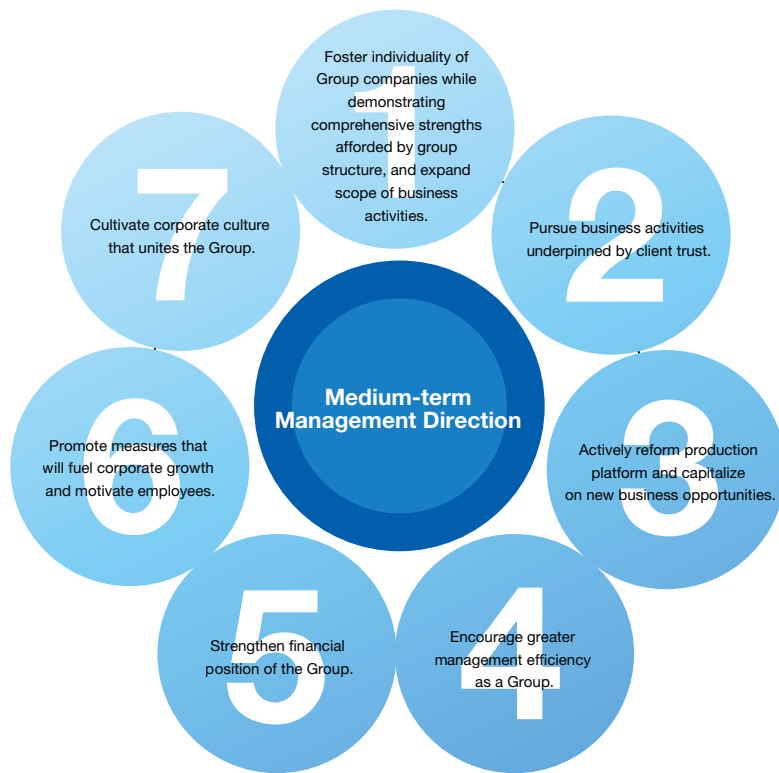 1
Foster individuality of
Group companies while
demonstrating
comprehensive strengths
afforded by group
structure, and expand
scope of business
activities.
2
Pursue business activities
underpinned by client trust.
3
Actively reform production
platform and capitalize
on new business opportunities.
4
Encourage greater
management efficiency
as a Group.
5
Strengthen financial
position of the Group.
6
Promote measures that
will fuel corporate growth
and motivate employees.
7
Cultivate corporate culture
that unites the Group.
Medium-term
Management Direction